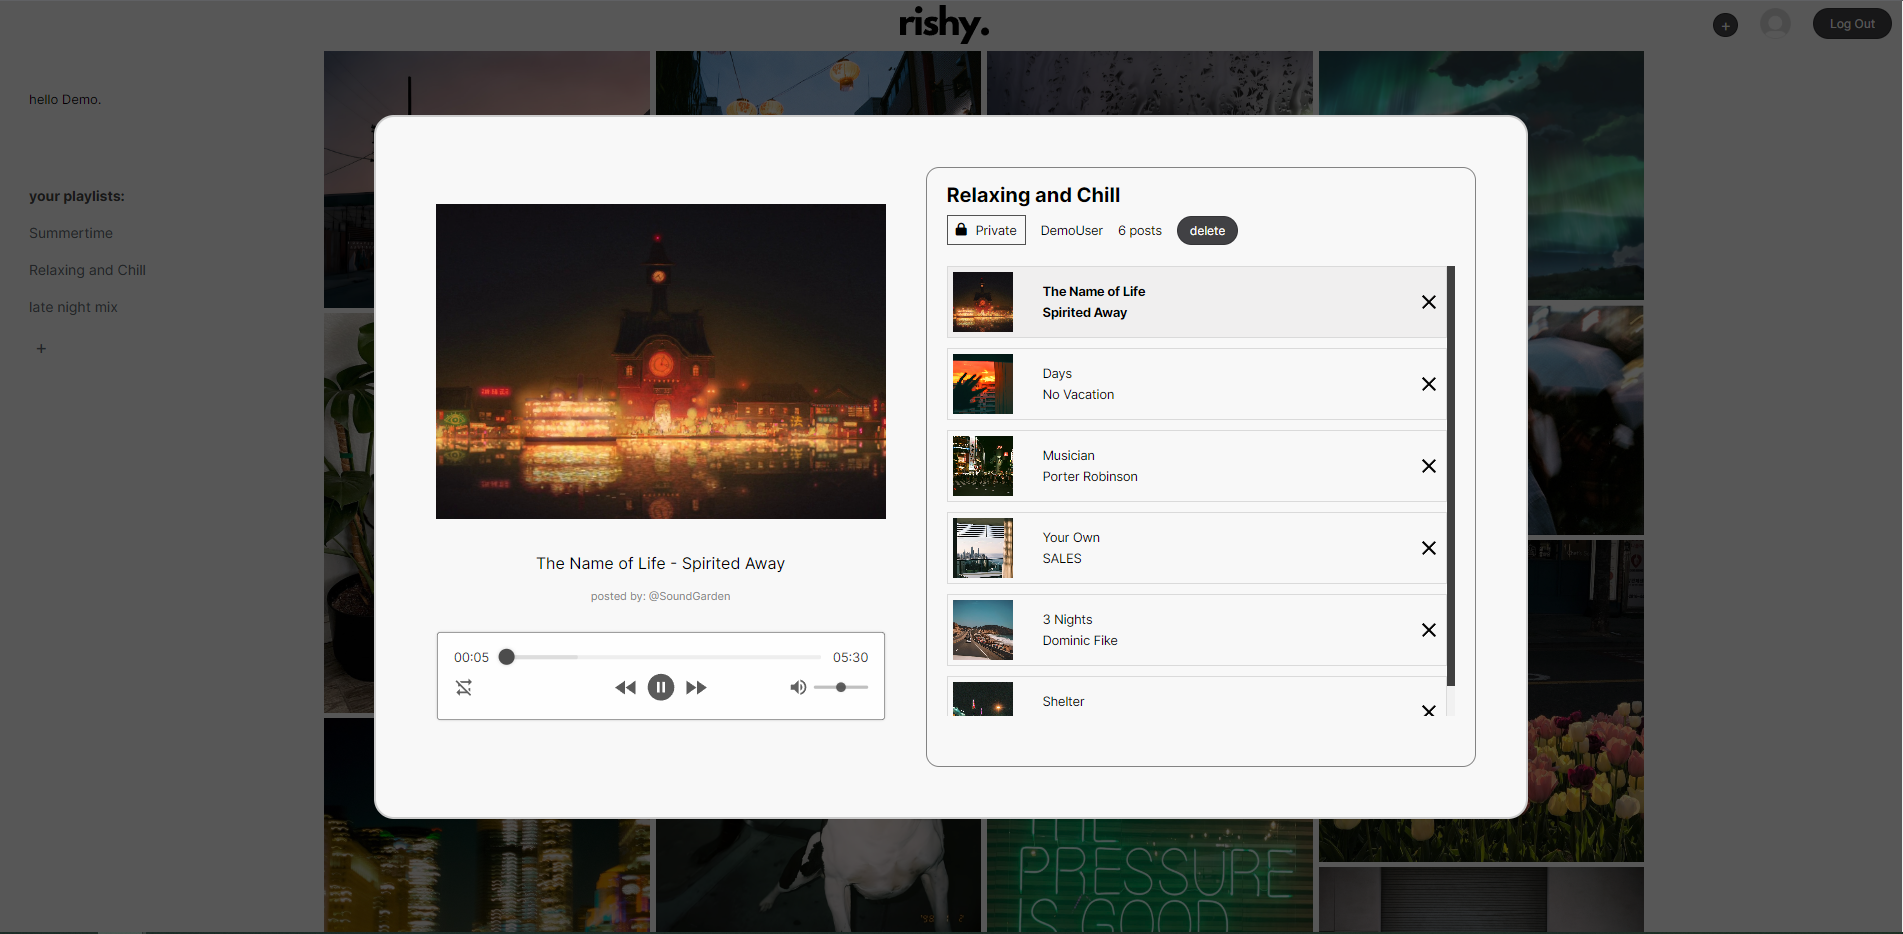 rishy.
+
Log Out
hello Demo.
your playlists:
Summertime
Relaxing and Chill
late night mix
+
The Name of Life - Spirited Away
posted by: @SoundGarden
00:05
05:30
Relaxing and Chill
Private DemoUser 6 posts delete
The Name of Life
Spirited Away
Days
No Vacation
Musician
Porter Robinson
Your Own
SALES
3 Nights
Dominic Fike
Shelter
THE
PRESSURE
IS GOOD